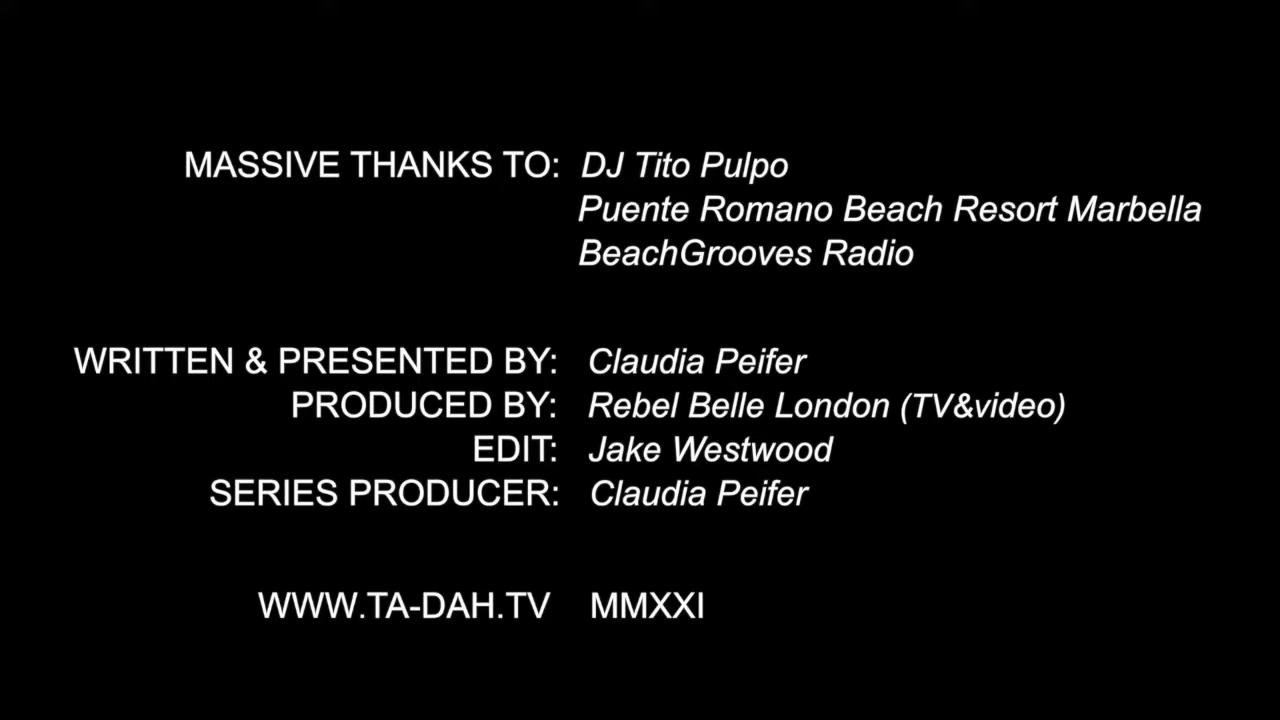 MASSIVE THANKS TO: DJ Tito Pulpo
Puente Romano Beach Resort Marbella
BeachGrooves Radio
WRITTEN & PRESENTED BY: Claudia Peifer
PRODUCED BY: Rebel Belle London (TV&video)
EDIT: Jake Westwood
SERIES PRODUCER: Claudia Peifer
WWW.TA-DAH.TV MMXXI